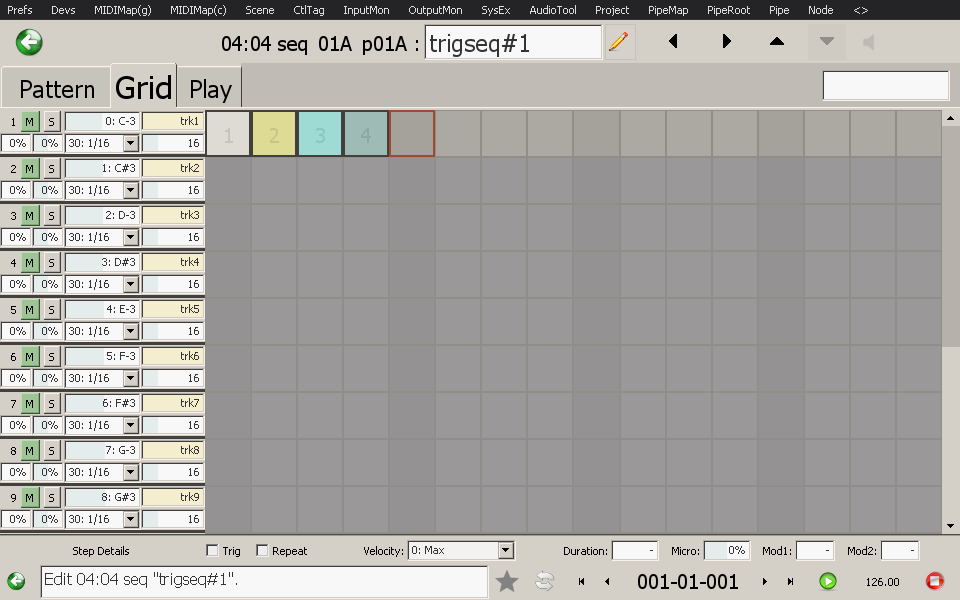 Prefs Devs MIDIMap(g) MIDIMap(c) Scene CtlTag InputMon OutputMon SysEx AudioTool Project PipeMap PipeRoot Pipe Node <>
04:04 seq 01A p01A : trigseq#1
Pattern Grid Play
1 M S 0: C-3 trk1 1 2 3 4
0% 0% 30: 1/16 16
2 M S 1: C#3 trk2
0% 0% 30: 1/16 16
3 M S 2: D-3 trk3
0% 0% 30: 1/16 16
4 M S 3: D#3 trk4
0% 0% 30: 1/16 16
5 M S 4: E-3 trk5
0% 0% 30: 1/16 16
6 M S 5: F-3 trk6
0% 0% 30: 1/16 16
7 M S 6: F#3 trk7
0% 0% 30: 1/16 16
8 M S 7: G-3 trk8
0% 0% 30: 1/16 16
9 M S 8: G#3 trk9
0% 0% 30: 1/16 16
Step Details Trig Repeat Velocity: 0: Max Duration: - Micro: 0% Mod1: - Mod2: -
Edit 04:04 seq "trigseq#1". 001-01-001 126.00